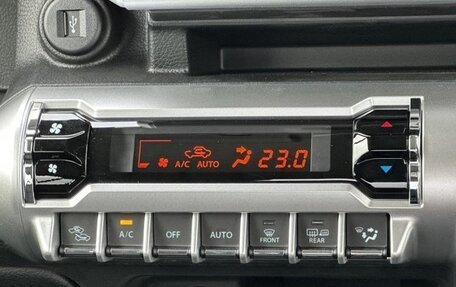 A/C AUTO 23.0
A/C OFF AUTO FRONT REAR